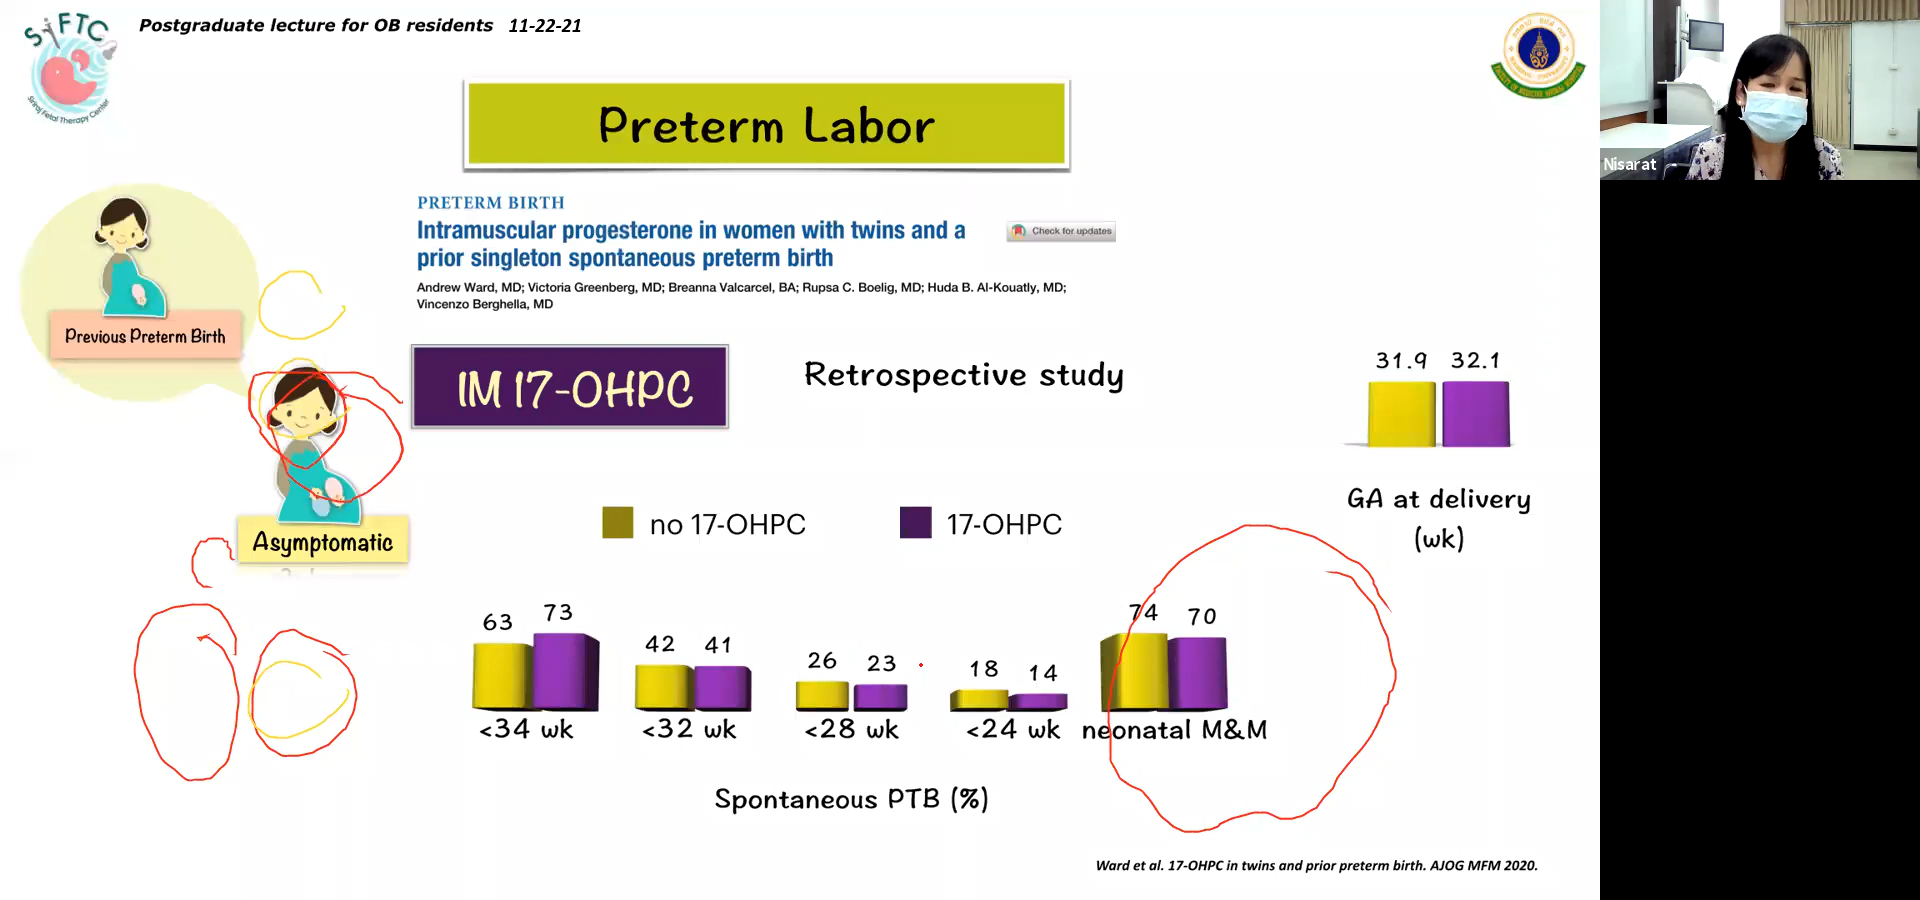 SiFTC
Siriraj Fetal Therapy Center
Postgraduate lecture for OB residents 11-22-21
Nisarat
Preterm Labor
PRETERM BIRTH
Intramuscular progesterone in women with twins and a
prior singleton spontaneous preterm birth
Check for updates
Andrew Ward, MD; Victoria Greenberg, MD; Breanna Valcarcel, BA; Rupsa C. Boelig, MD; Huda B. Al-Kouatly, MD;
Vincenzo Berghella, MD
Previous Preterm Birth
IM 17-OHPC
Retrospective study
31.9 32.1
GA at delivery
(wk)
Asymptomatic
no 17-OHPC 17-OHPC
63 73 42 41 26 23 18 14 74 70
<34 wk <32 wk <28 wk <24 wk neonatal M&M
Spontaneous PTB (%)
Ward et al. 17-OHPC in twins and prior preterm birth. AJOG MFM 2020.